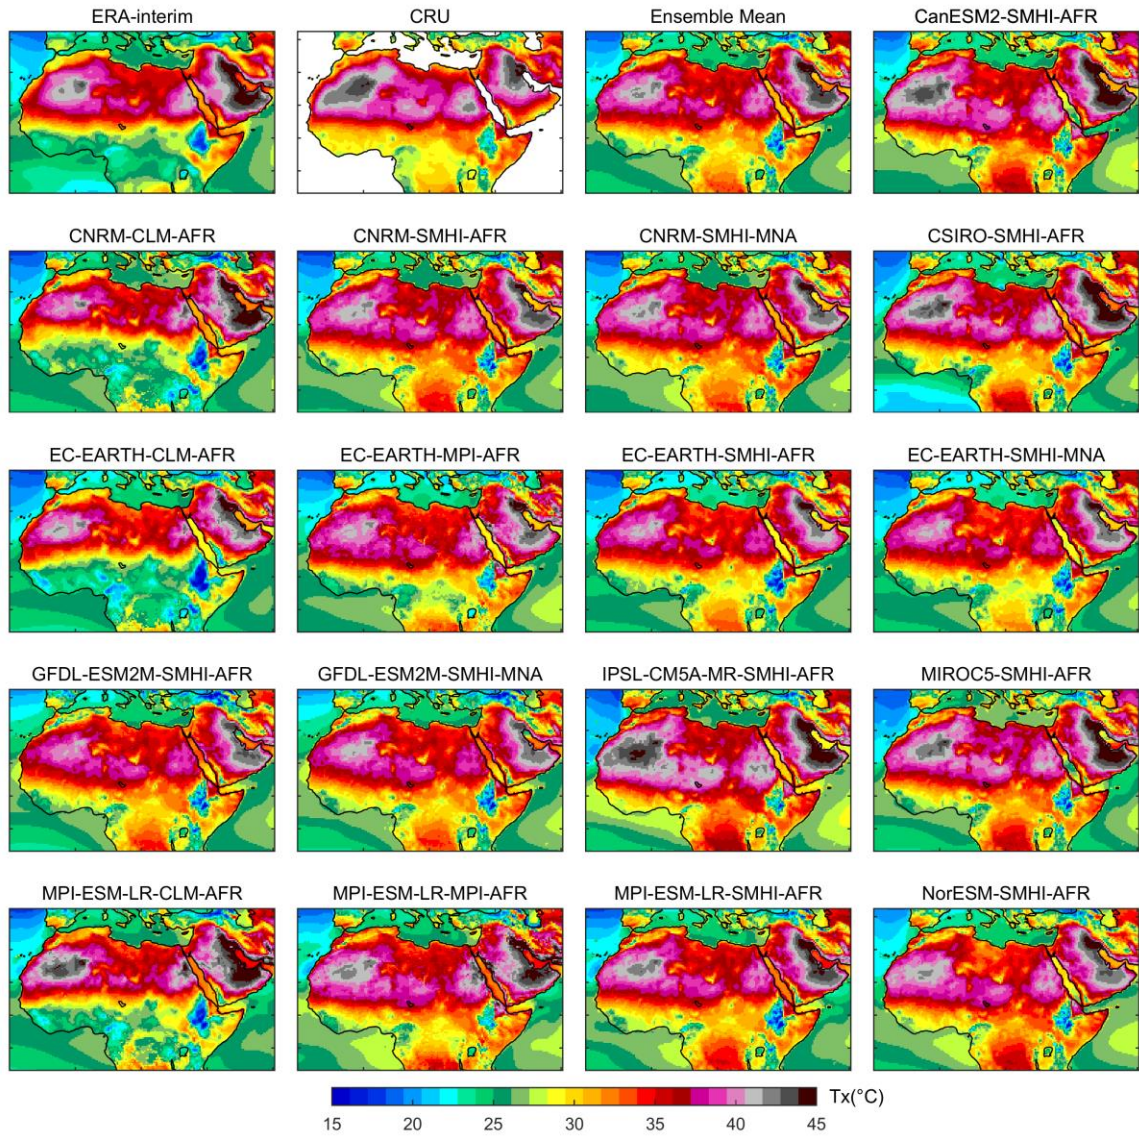 ERA-interim CRU Ensemble Mean CanESM2-SMHI-AFR
CNRM-CLM-AFR CNRM-SMHI-AFR CNRM-SMHI-MNA CSIRO-SMHI-AFR
EC-EARTH-CLM-AFR EC-EARTH-MPI-AFR EC-EARTH-SMHI-AFR EC-EARTH-SMHI-MNA
GFDL-ESM2M-SMHI-AFR GFDL-ESM2M-SMHI-MNA IPSL-CM5A-MR-SMHI-AFR MIROC5-SMHI-AFR
MPI-ESM-LR-CLM-AFR MPI-ESM-LR-MPI-AFR MPI-ESM-LR-SMHI-AFR NorESM-SMHI-AFR
Tx(°C)
15 20 25 30 35 40 45